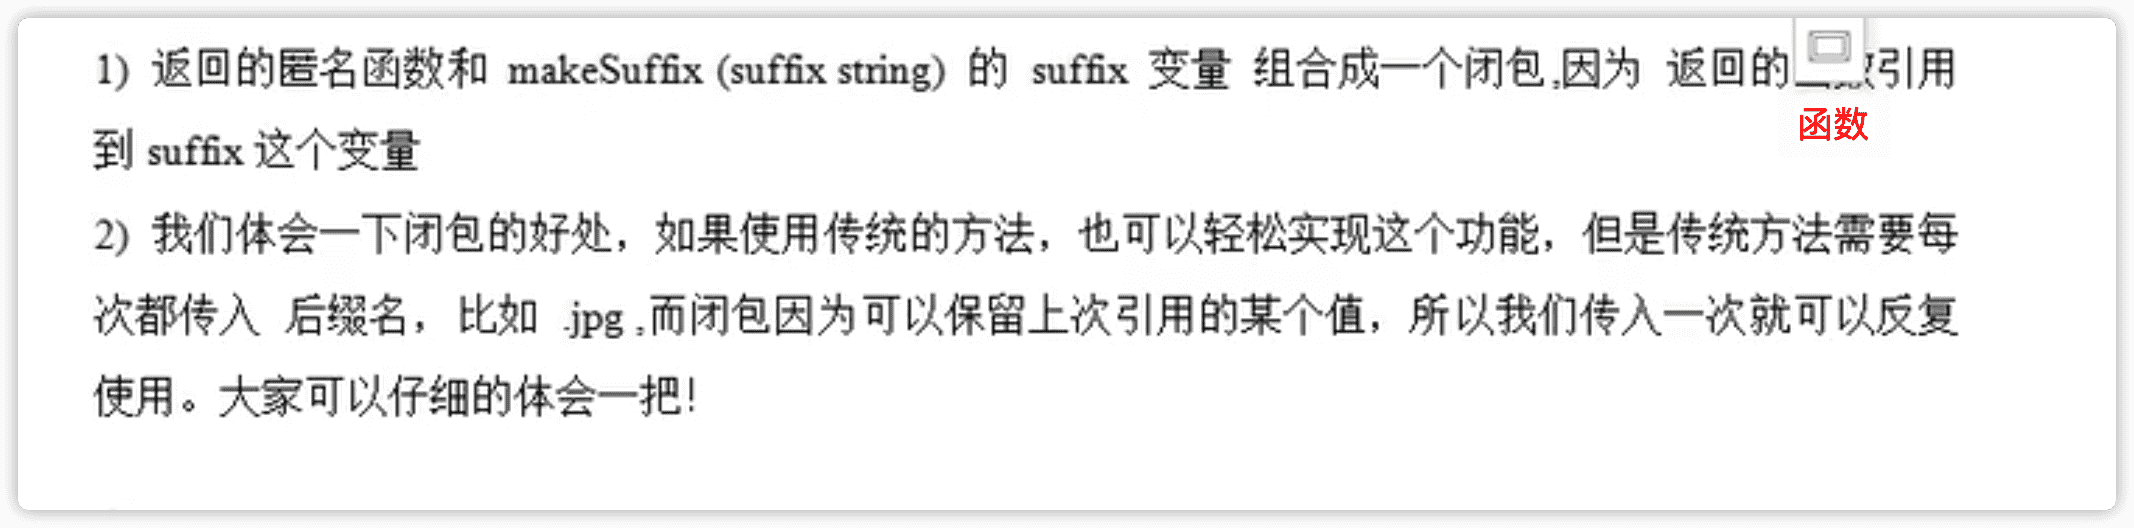 1) 返回的匿名函数和 makeSuffix (suffix string) 的 suffix 变量 组合成一个闭包,因为 返回的函数引用
函数
到 suffix 这个变量
2) 我们体会一下闭包的好处，如果使用传统的方法，也可以轻松实现这个功能，但是传统方法需要每
次都传入 后缀名，比如 .jpg ,而闭包因为可以保留上次引用的某个值，所以我们传入一次就可以反复
使用。大家可以仔细的体会一把!